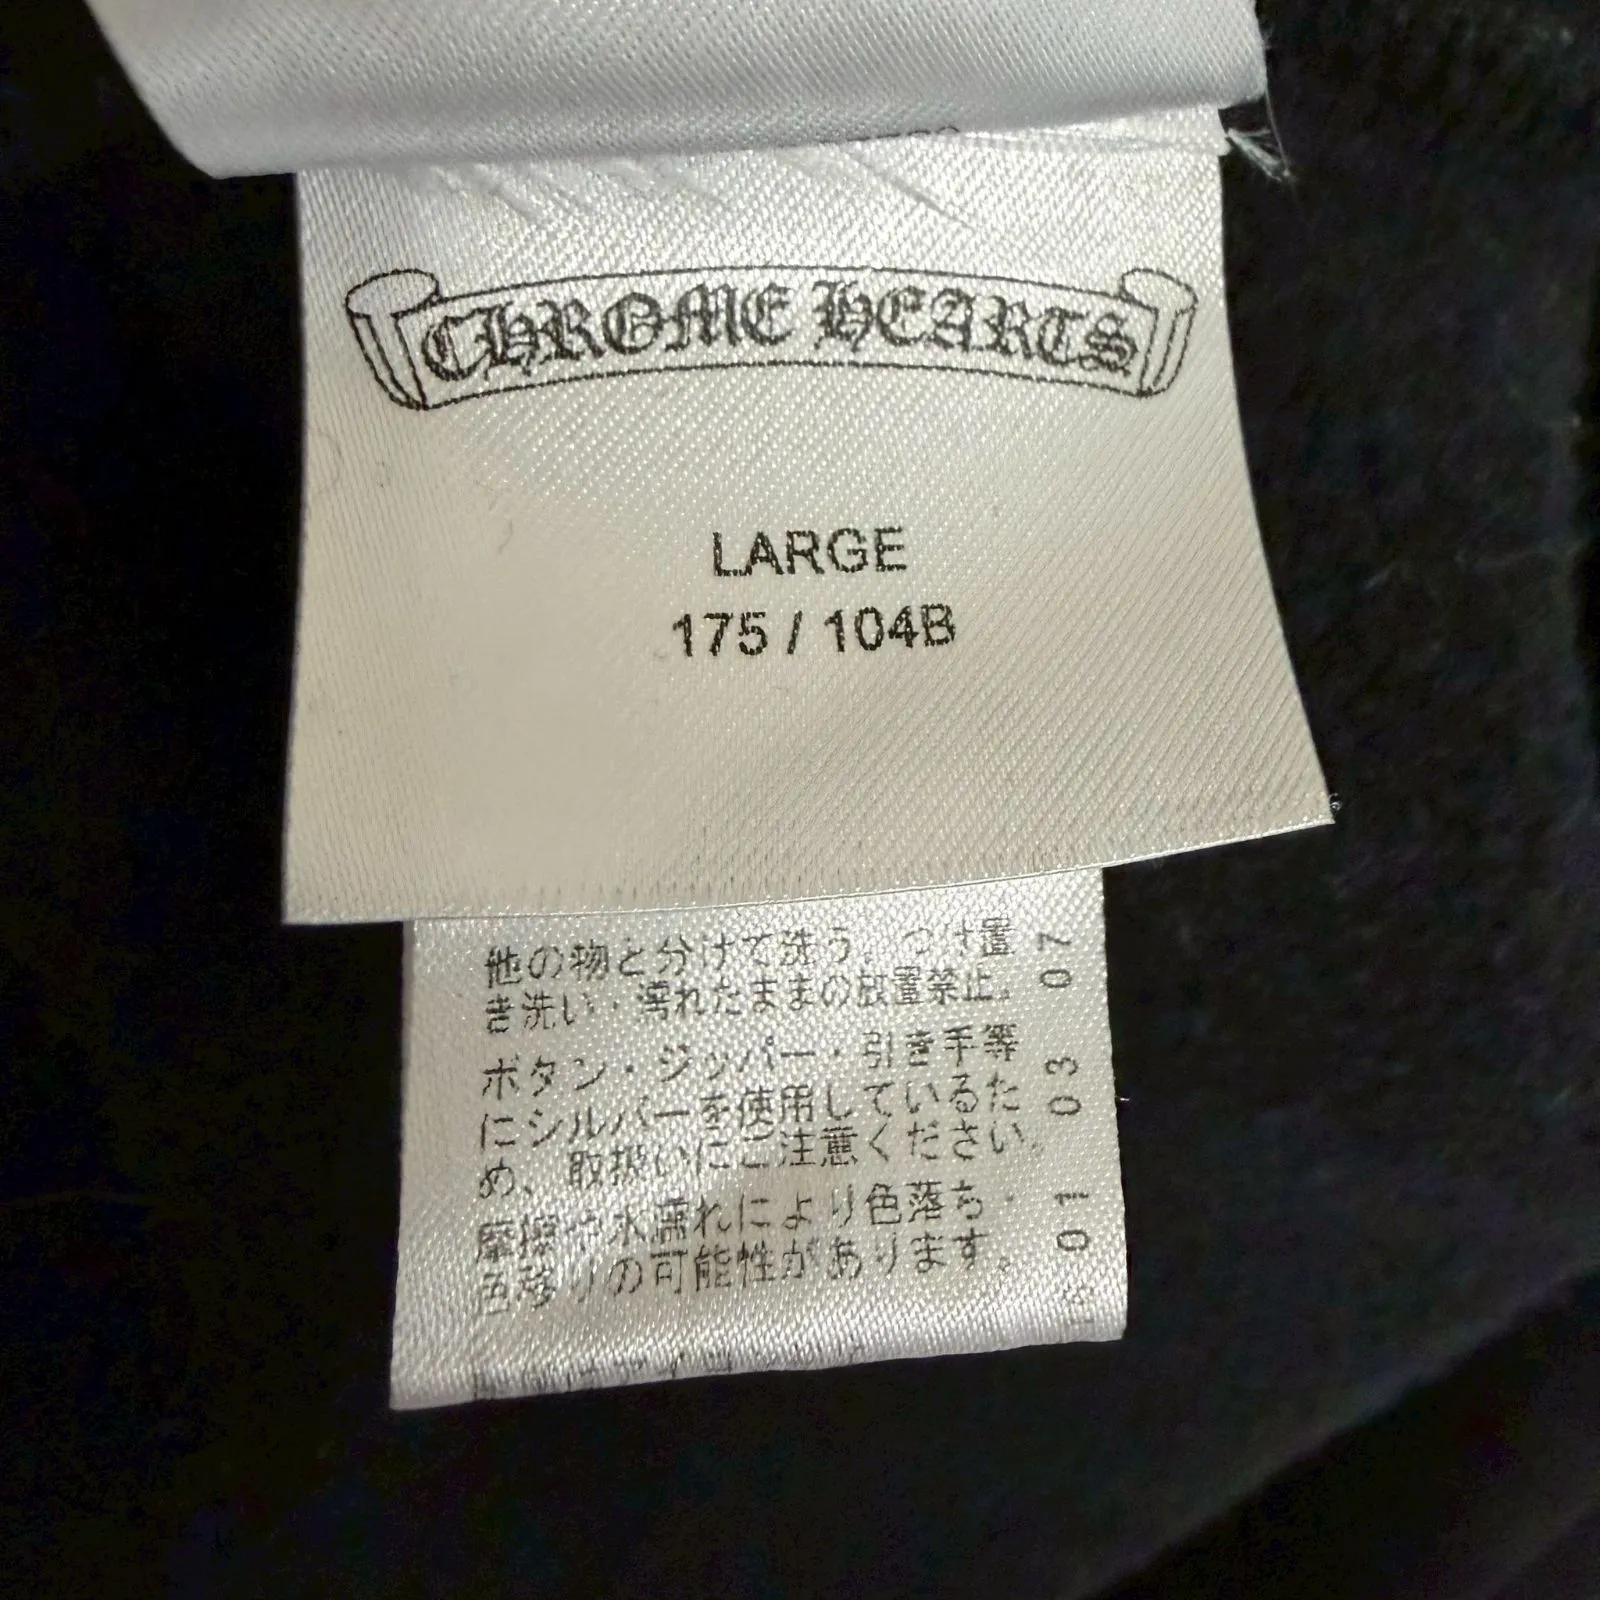 CHROME HEARTS
LARGE
175 / 104B
他の物と分けて洗う。つけ置
き洗い・濡れたままの放置禁止。
ボタン・ジッパー・引き手等
にシルバーを使用しているた
め、取扱いにご注意ください。
摩擦や水濡れにより色落ち・
色移りの可能性があります。
01 03 07